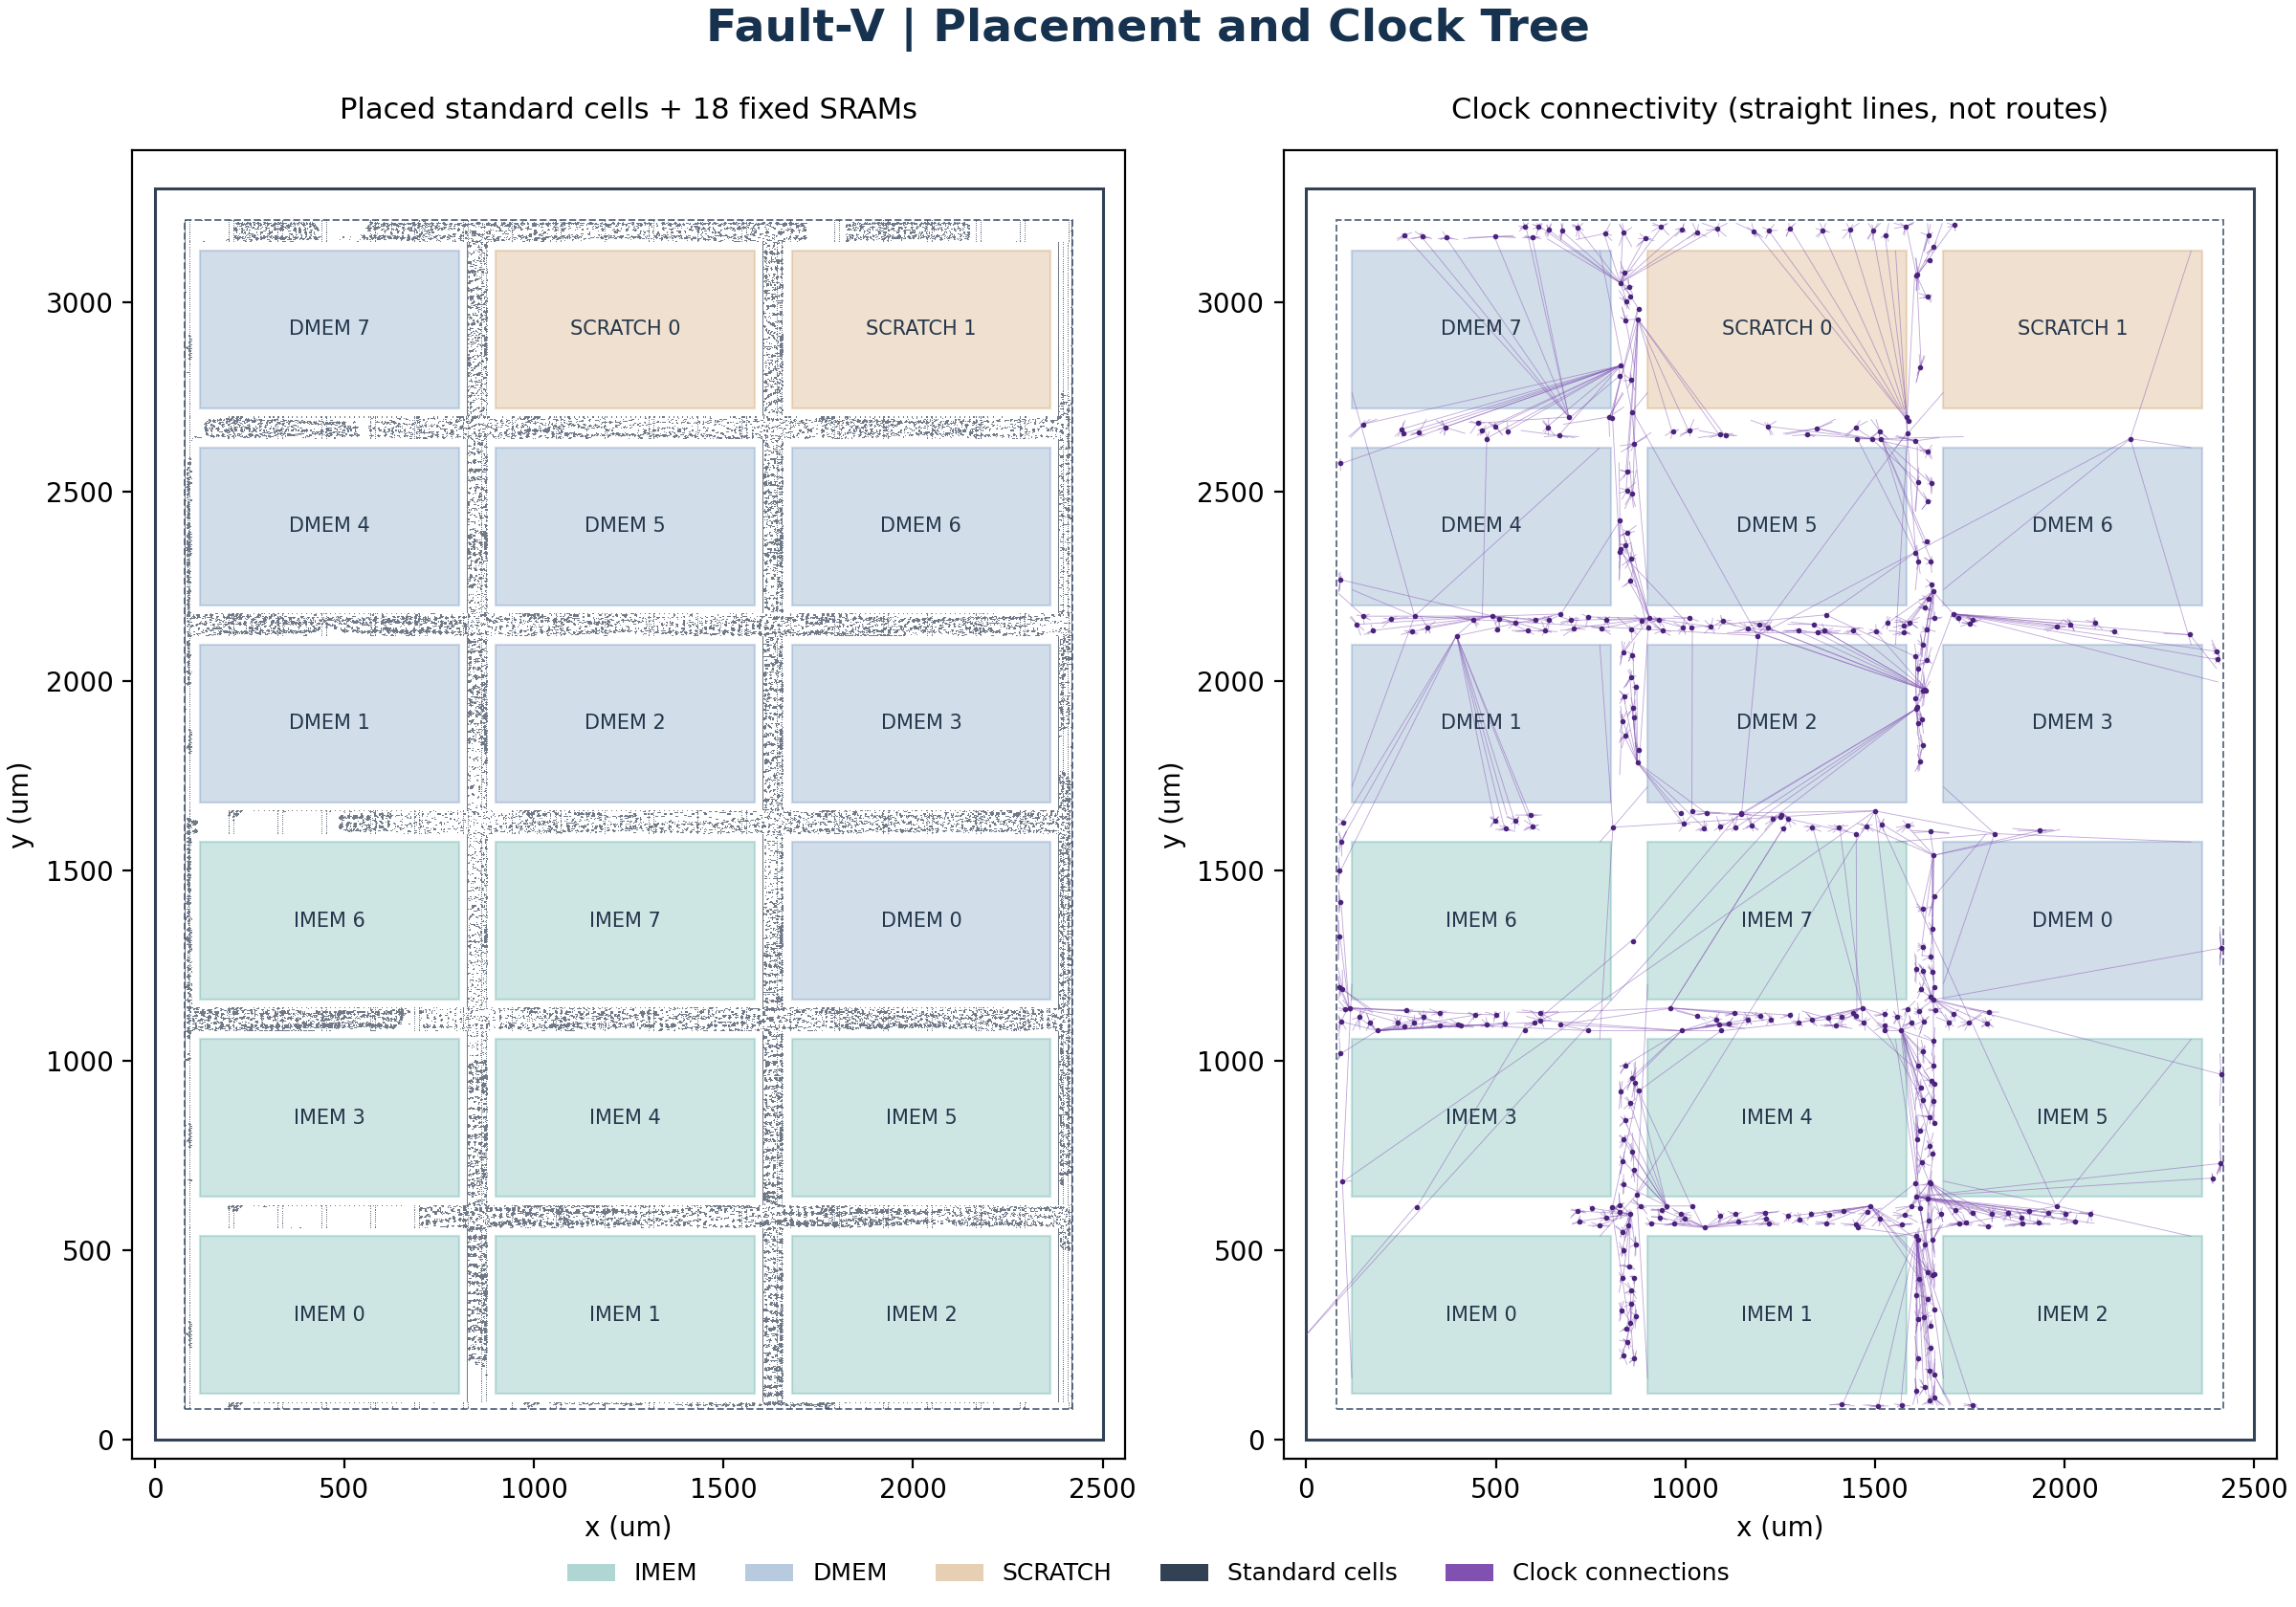 Fault-V | Placement and Clock Tree
Placed standard cells + 18 fixed SRAMs
y (um)
3000
2500
2000
1500
1000
500
0
DMEM 7
SCRATCH 0
SCRATCH 1
DMEM 4
DMEM 5
DMEM 6
DMEM 1
DMEM 2
DMEM 3
IMEM 6
IMEM 7
DMEM 0
IMEM 3
IMEM 4
IMEM 5
IMEM 0
IMEM 1
IMEM 2
0 500 1000 1500 2000 2500
x (um)
Clock connectivity (straight lines, not routes)
y (um)
3000
2500
2000
1500
1000
500
0
DMEM 7
SCRATCH 0
SCRATCH 1
DMEM 4
DMEM 5
DMEM 6
DMEM 1
DMEM 2
DMEM 3
IMEM 6
IMEM 7
DMEM 0
IMEM 3
IMEM 4
IMEM 5
IMEM 0
IMEM 1
IMEM 2
0 500 1000 1500 2000 2500
x (um)
IMEM DMEM SCRATCH Standard cells Clock connections